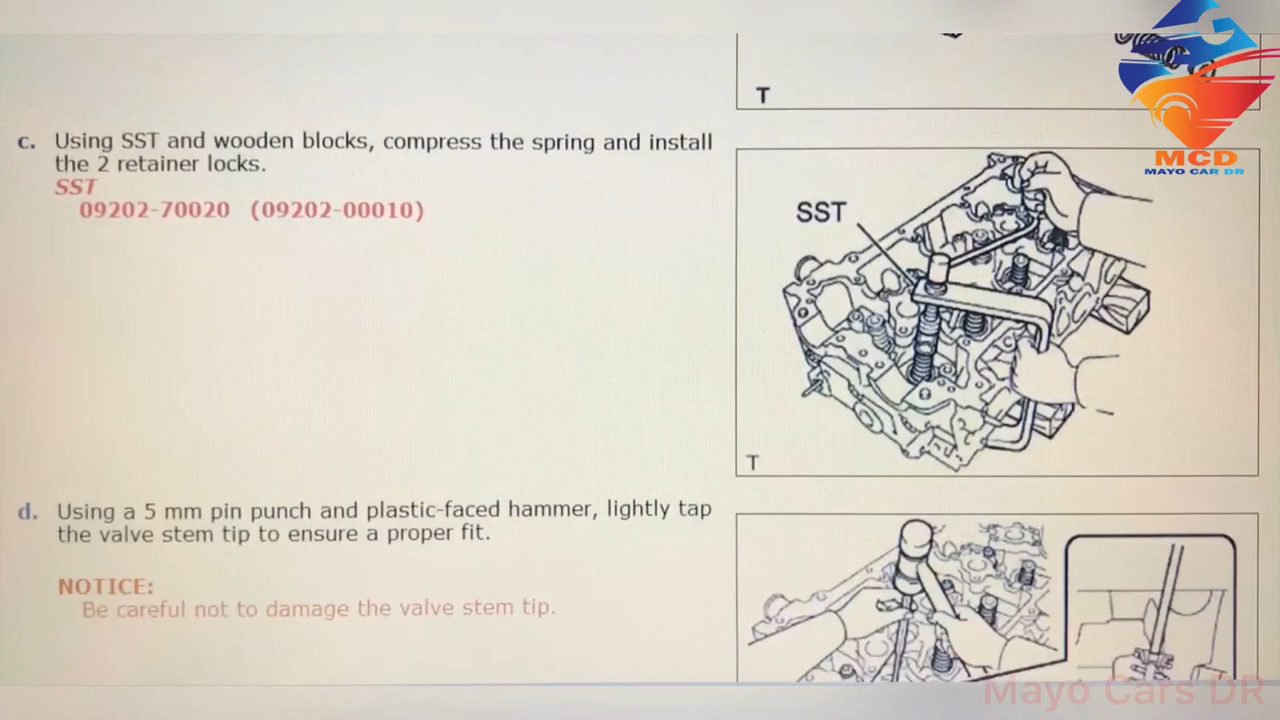 T
MCD
MAYO CAR DR
c. Using SST and wooden blocks, compress the spring and install
the 2 retainer locks.
SST
09202-70020 (09202-00010)
SST
T
d. Using a 5 mm pin punch and plastic-faced hammer, lightly tap
the valve stem tip to ensure a proper fit.
NOTICE:
Be careful not to damage the valve stem tip.
Mayo Cars DR